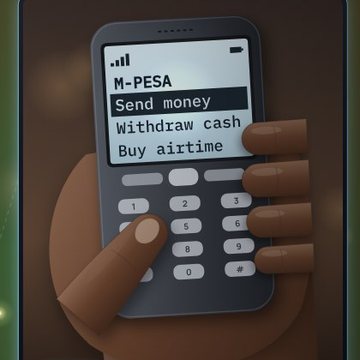 M-PESA
Send money
Withdraw cash
Buy airtime
1 2 3
5 6
8 9
0 #